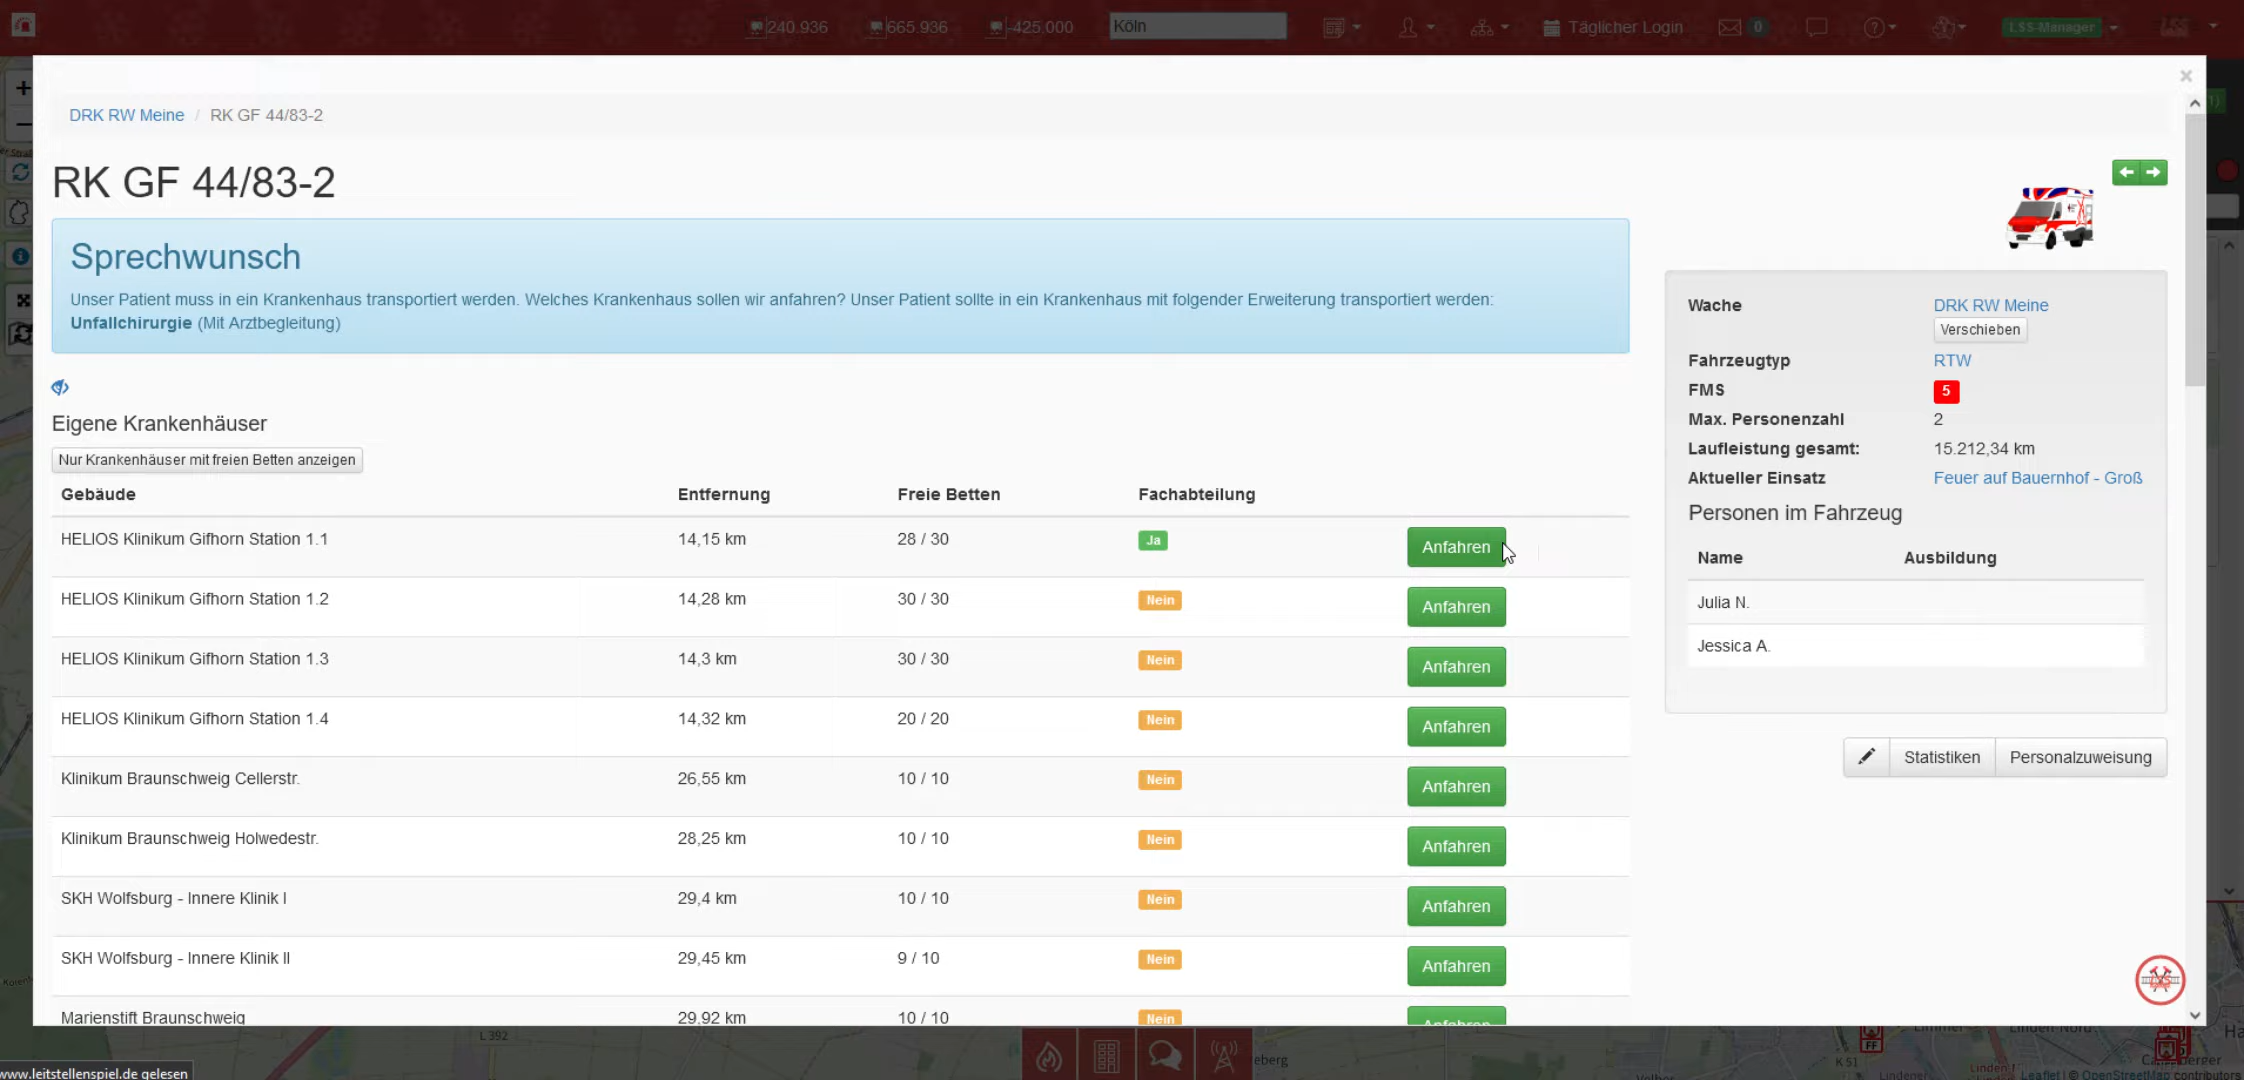 240.936
665.936
-425.000
Köln
Täglicher Login
0
LSS-Manager
DRK RW Meine / RK GF 44/83-2
RK GF 44/83-2
Sprechwunsch
Unser Patient muss in ein Krankenhaus transportiert werden. Welches Krankenhaus sollen wir anfahren? Unser Patient sollte in ein Krankenhaus mit folgender Erweiterung transportiert werden:
Unfallchirurgie (Mit Arztbegleitung)
Eigene Krankenhäuser
Nur Krankenhäuser mit freien Betten anzeigen
Gebäude Entfernung Freie Betten Fachabteilung
HELIOS Klinikum Gifhorn Station 1.1 14,15 km 28 / 30 Ja Anfahren
HELIOS Klinikum Gifhorn Station 1.2 14,28 km 30 / 30 Nein Anfahren
HELIOS Klinikum Gifhorn Station 1.3 14,3 km 30 / 30 Nein Anfahren
HELIOS Klinikum Gifhorn Station 1.4 14,32 km 20 / 20 Nein Anfahren
Klinikum Braunschweig Cellerstr. 26,55 km 10 / 10 Nein Anfahren
Klinikum Braunschweig Holwedestr. 28,25 km 10 / 10 Nein Anfahren
SKH Wolfsburg - Innere Klinik I 29,4 km 10 / 10 Nein Anfahren
SKH Wolfsburg - Innere Klinik II 29,45 km 9 / 10 Nein Anfahren
Marienstift Braunschweig 29,92 km 10 / 10 Nein Anfahren
Wache DRK RW Meine
Verschieben
Fahrzeugtyp RTW
FMS 5
Max. Personenzahl 2
Laufleistung gesamt: 15.212,34 km
Aktueller Einsatz Feuer auf Bauernhof - Groß
Personen im Fahrzeug
Name Ausbildung
Julia N.
Jessica A.
Statistiken Personalzuweisung
L 392
eberg
K 51
FF
www.leitstellenspiel.de gelesen
Leaflet | © OpenStreetMap contributors